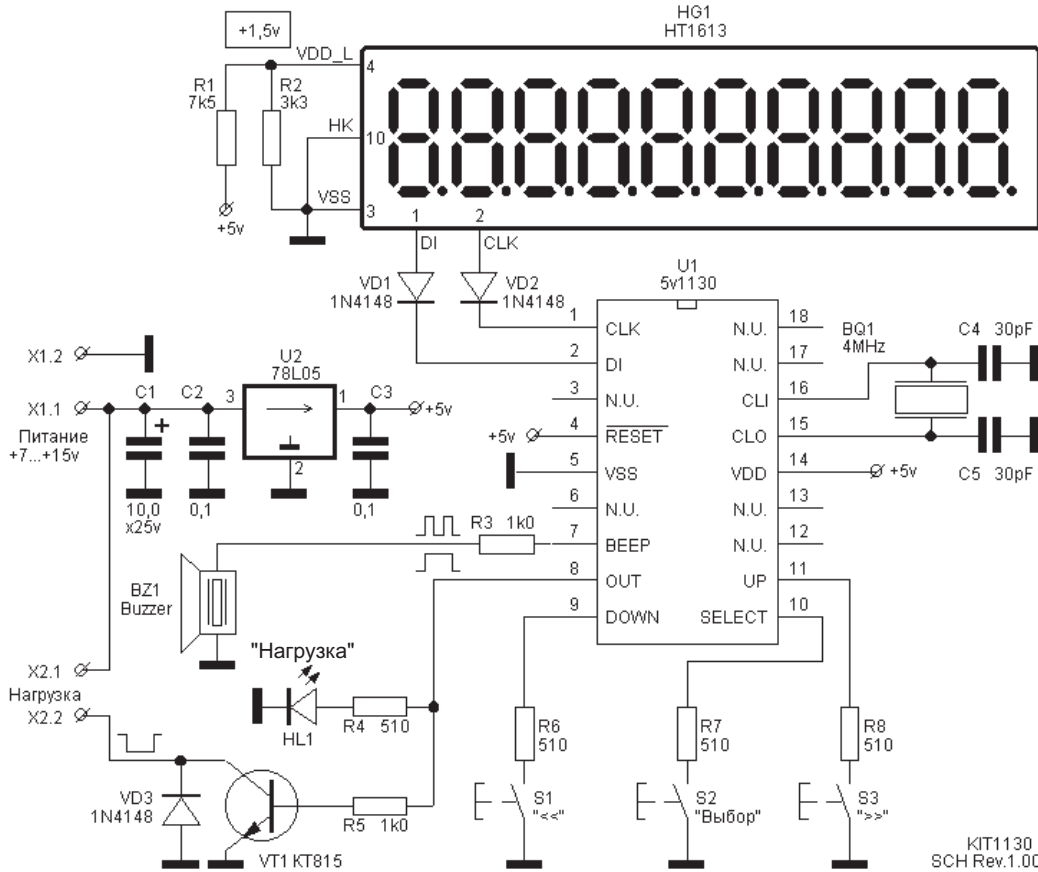 HG1
HT1613
+1,5v
VDD_L
4
R1
7k5
R2
3k3
HK
10
VSS
3
+5v
1
2
DI
CLK
VD1
1N4148
VD2
1N4148
U1
5v1130
1
CLK
N.U.
18
2
DI
N.U.
17
3
N.U.
CLI
16
+5v
4
RESET
CLO
15
5
VSS
VDD
14
+5v
6
N.U.
N.U.
13
7
BEEP
N.U.
12
8
OUT
UP
11
9
DOWN
SELECT
10
BQ1
4MHz
C4 30pF
C5 30pF
X1.2
X1.1
Питание
+7...+15v
C1
+
10,0
x25v
C2
0,1
3
U2
78L05
1
2
C3
0,1
+5v
R3 1k0
BZ1
Buzzer
X2.1
Нагрузка
X2.2
"Нагрузка"
HL1
R4 510
R5 1k0
VD3
1N4148
VT1 KT815
R6
510
R7
510
R8
510
S1
"<<"
S2
"Выбор"
S3
">>"
KIT1130
SCH Rev.1.00